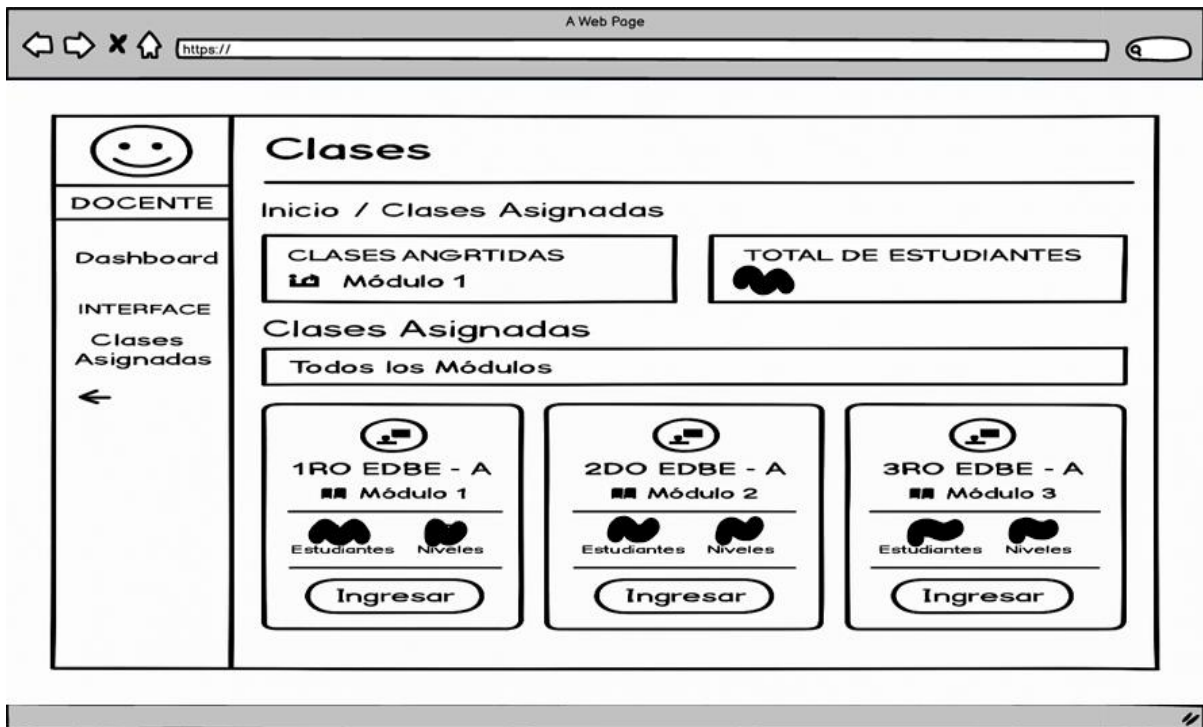 A Web Page
https://
DOCENTE
Dashboard
INTERFACE
Clases
Asignadas
Clases
Inicio / Clases Asignadas
CLASES ANGRTIDAS
Módulo 1
TOTAL DE ESTUDIANTES
Clases Asignadas
Todos los Módulos
1RO EDBE - A
Módulo 1
Estudiantes Niveles
Ingresar
2DO EDBE - A
Módulo 2
Estudiantes Niveles
Ingresar
3RO EDBE - A
Módulo 3
Estudiantes Niveles
Ingresar